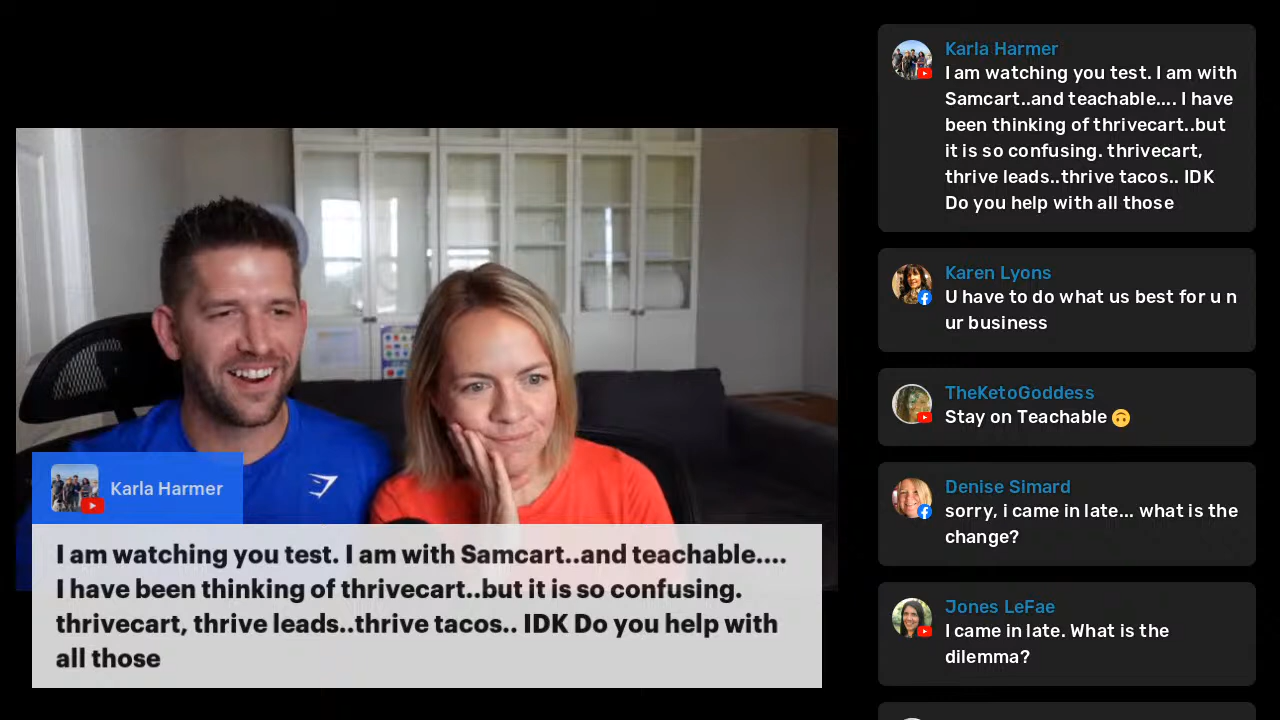 Karla Harmer
I am watching you test. I am with
Samcart..and teachable.... I have
been thinking of thrivecart..but
it is so confusing. thrivecart,
thrive leads..thrive tacos.. IDK
Do you help with all those
Karen Lyons
U have to do what us best for u n
ur business
TheKetoGoddess
Stay on Teachable 🙃
Denise Simard
sorry, i came in late... what is the
change?
Jones LeFae
I came in late. What is the
dilemma?
Karla Harmer
I am watching you test. I am with Samcart..and teachable....
I have been thinking of thrivecart..but it is so confusing.
thrivecart, thrive leads..thrive tacos.. IDK Do you help with
all those